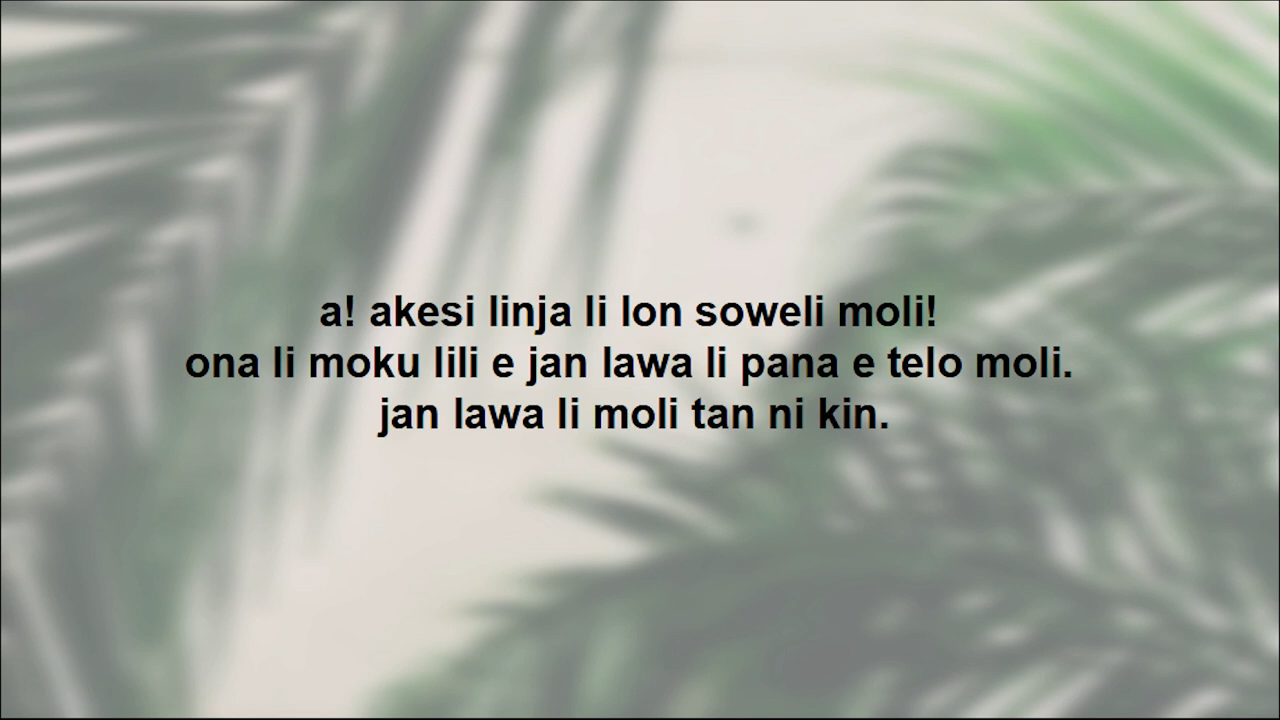 a! akesi linja li lon soweli moli!
ona li moku lili e jan lawa li pana e telo moli.
jan lawa li moli tan ni kin.